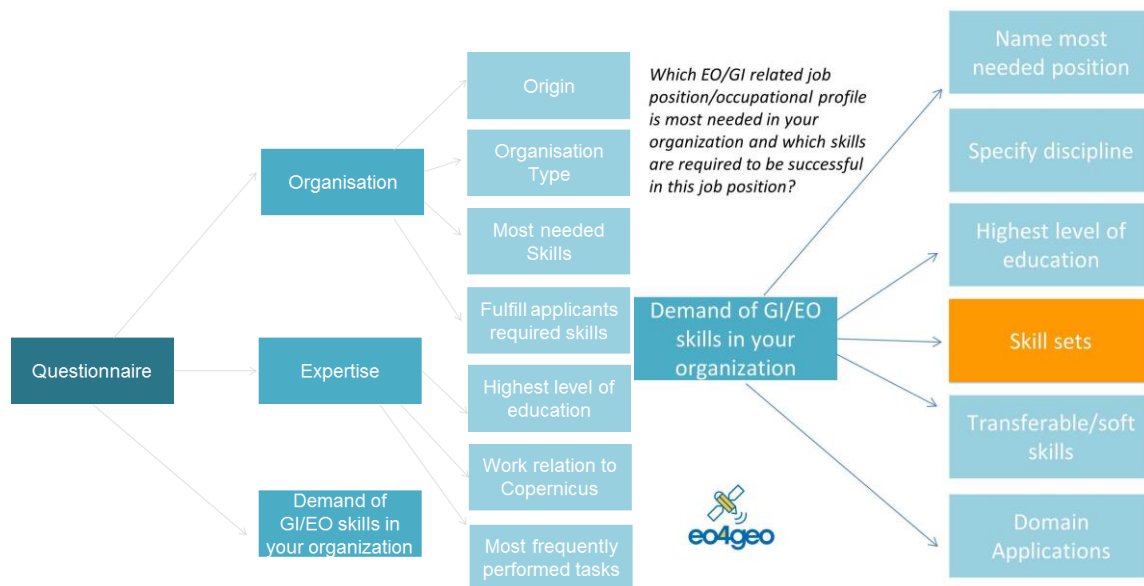 Questionnaire
Organisation
Expertise
Demand of
GI/EO skills in
your organization
Origin
Organisation
Type
Most needed
Skills
Fulfill applicants
required skills
Highest level of
education
Work relation to
Copernicus
Most frequently
performed tasks
Which EO/GI related job
position/occupational profile
is most needed in your
organization and which skills
are required to be successful
in this job position?
Demand of GI/EO
skills in your
organization
eo4geo
Name most
needed position
Specify discipline
Highest level of
education
Skill sets
Transferable/soft
skills
Domain
Applications